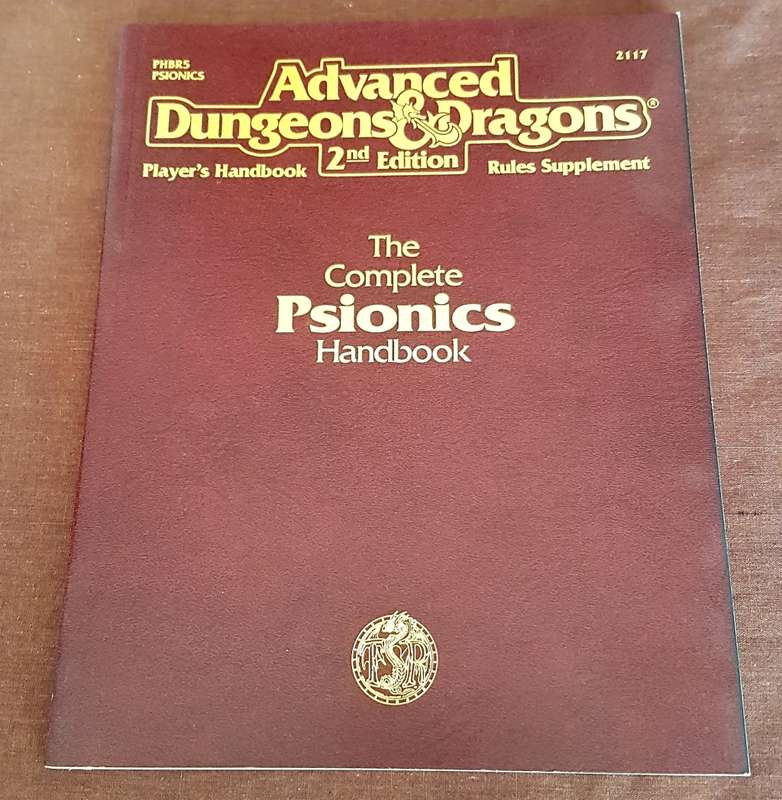 PHBR5
PSIONICS
2117
Advanced
Dungeons & Dragons®
2nd Edition
Player's Handbook
Rules Supplement
The
Complete
Psionics
Handbook
TSR